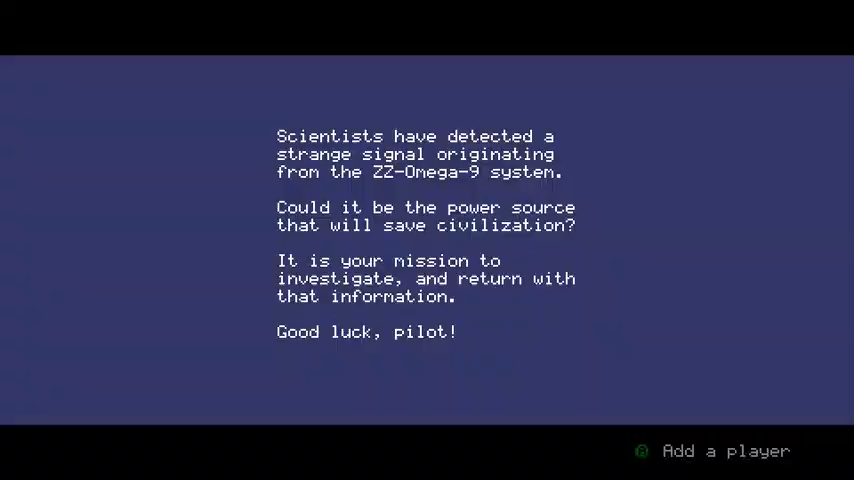 Scientists have detected a
strange signal originating
from the ZZ-Omega-9 system.
Could it be the power source
that will save civilization?
It is your mission to
investigate, and return with
that information.
Good luck, pilot!
A Add a player